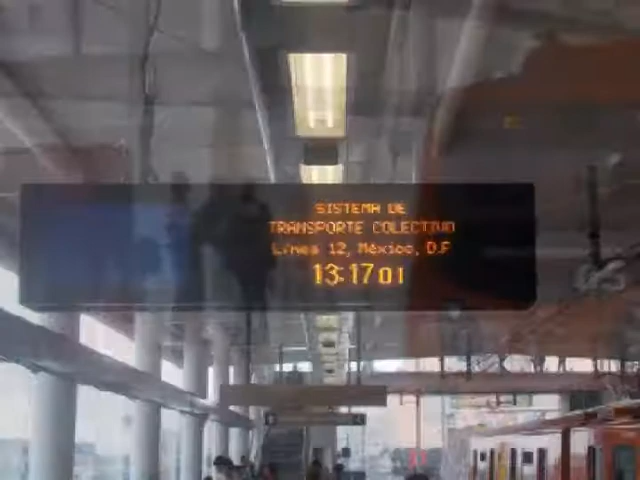 SISTEMA DE
TRANSPORTE COLECTIVO
Línea 12, México, D.F
13:17 01